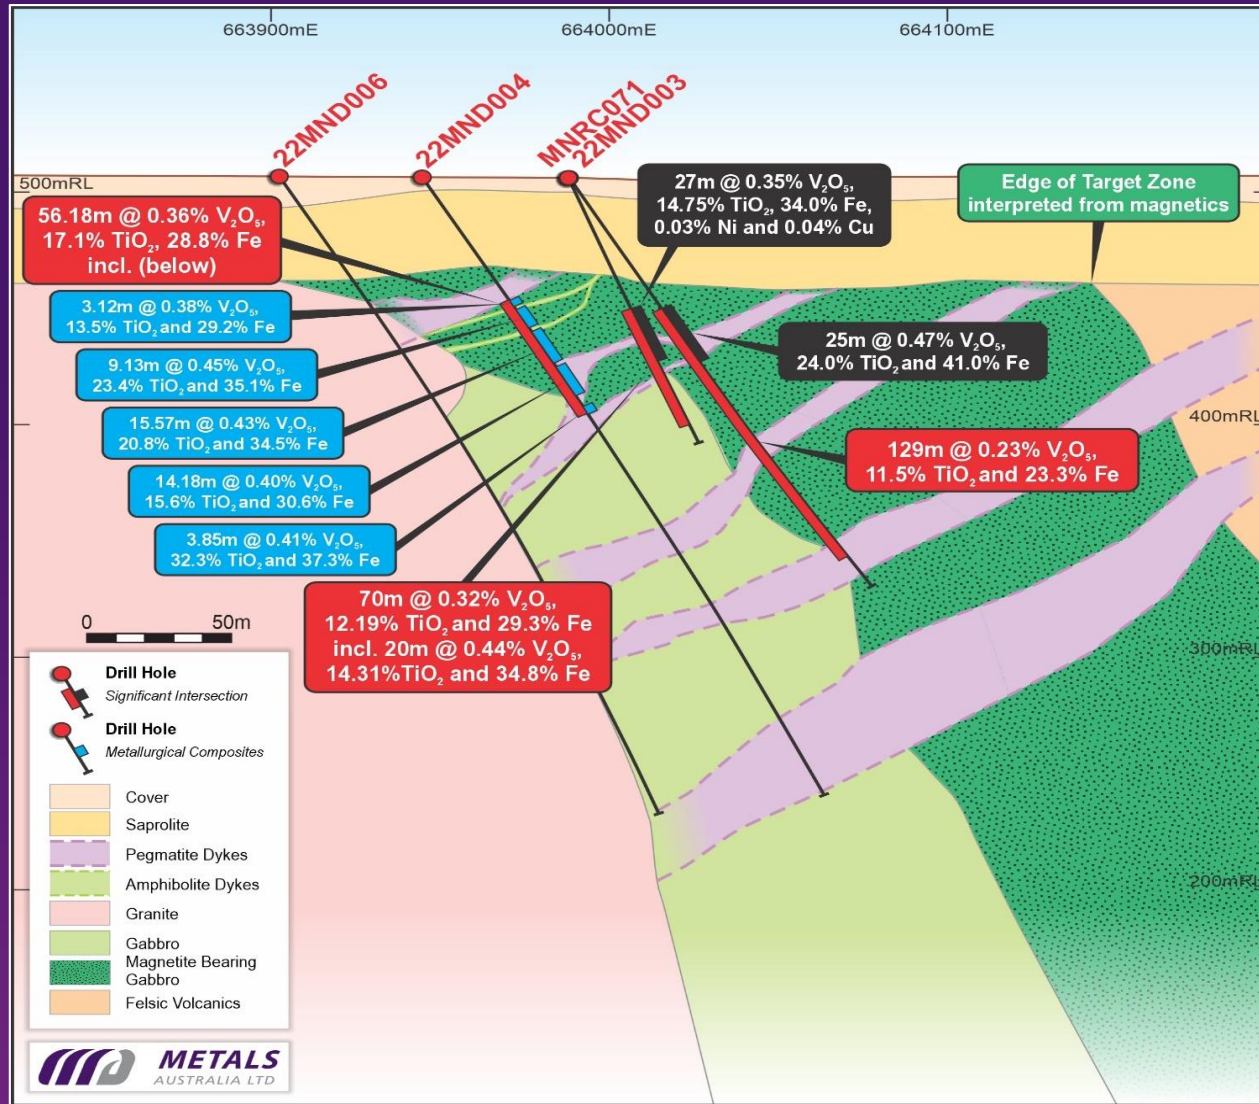 663900mE
664000mE
664100mE
22MND006
22MND004
MNRC071
22MND003
500mRL
56.18m @ 0.36% V₂O₅,
17.1% TiO₂, 28.8% Fe
incl. (below)
27m @ 0.35% V₂O₅,
14.75% TiO₂, 34.0% Fe,
0.03% Ni and 0.04% Cu
Edge of Target Zone
interpreted from magnetics
3.12m @ 0.38% V₂O₅,
13.5% TiO₂ and 29.2% Fe
9.13m @ 0.45% V₂O₅,
23.4% TiO₂ and 35.1% Fe
25m @ 0.47% V₂O₅,
24.0% TiO₂ and 41.0% Fe
15.57m @ 0.43% V₂O₅,
20.8% TiO₂ and 34.5% Fe
400mRL
129m @ 0.23% V₂O₅,
11.5% TiO₂ and 23.3% Fe
14.18m @ 0.40% V₂O₅,
15.6% TiO₂ and 30.6% Fe
3.85m @ 0.41% V₂O₅,
32.3% TiO₂ and 37.3% Fe
70m @ 0.32% V₂O₅,
12.19% TiO₂ and 29.3% Fe
incl. 20m @ 0.44% V₂O₅,
14.31%TiO₂ and 34.8% Fe
300mRL
200mRL
0 50m
Drill Hole
Significant Intersection
Drill Hole
Metallurgical Composites
Cover
Saprolite
Pegmatite Dykes
Amphibolite Dykes
Granite
Gabbro
Magnetite Bearing
Gabbro
Felsic Volcanics
METALS
AUSTRALIA LTD